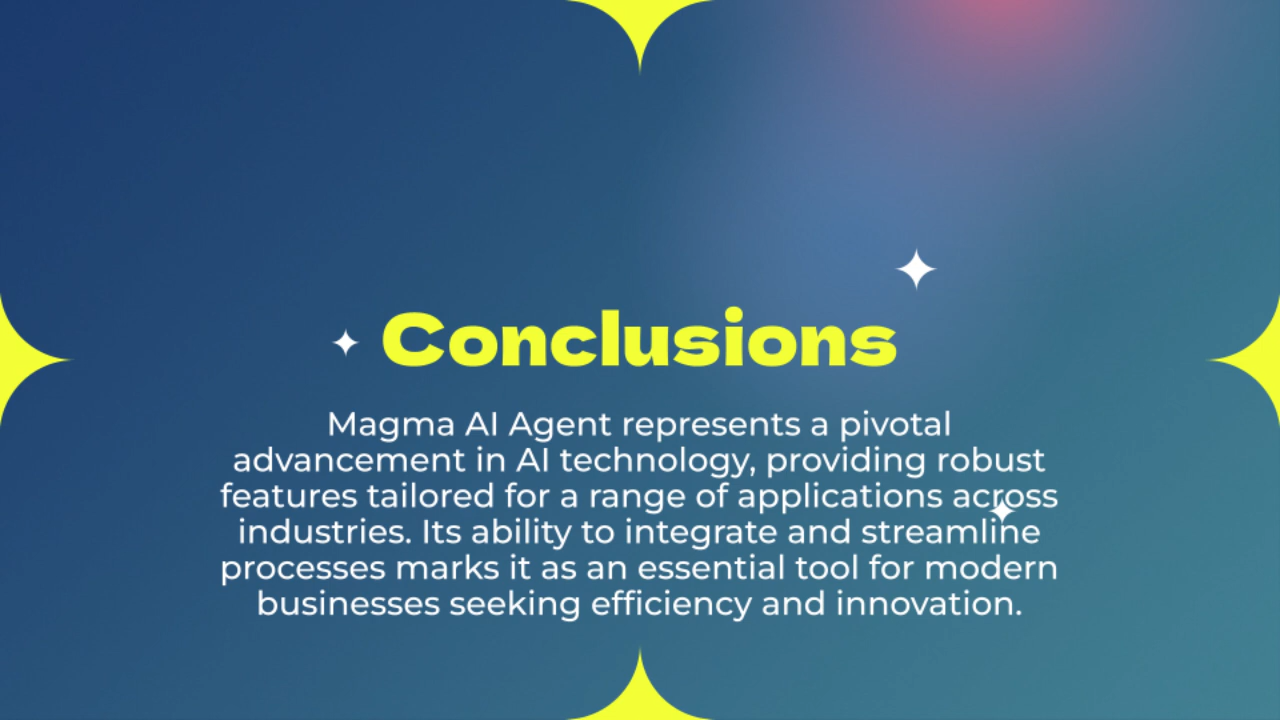 Conclusions
Magma AI Agent represents a pivotal
advancement in AI technology, providing robust
features tailored for a range of applications across
industries. Its ability to integrate and streamline
processes marks it as an essential tool for modern
businesses seeking efficiency and innovation.